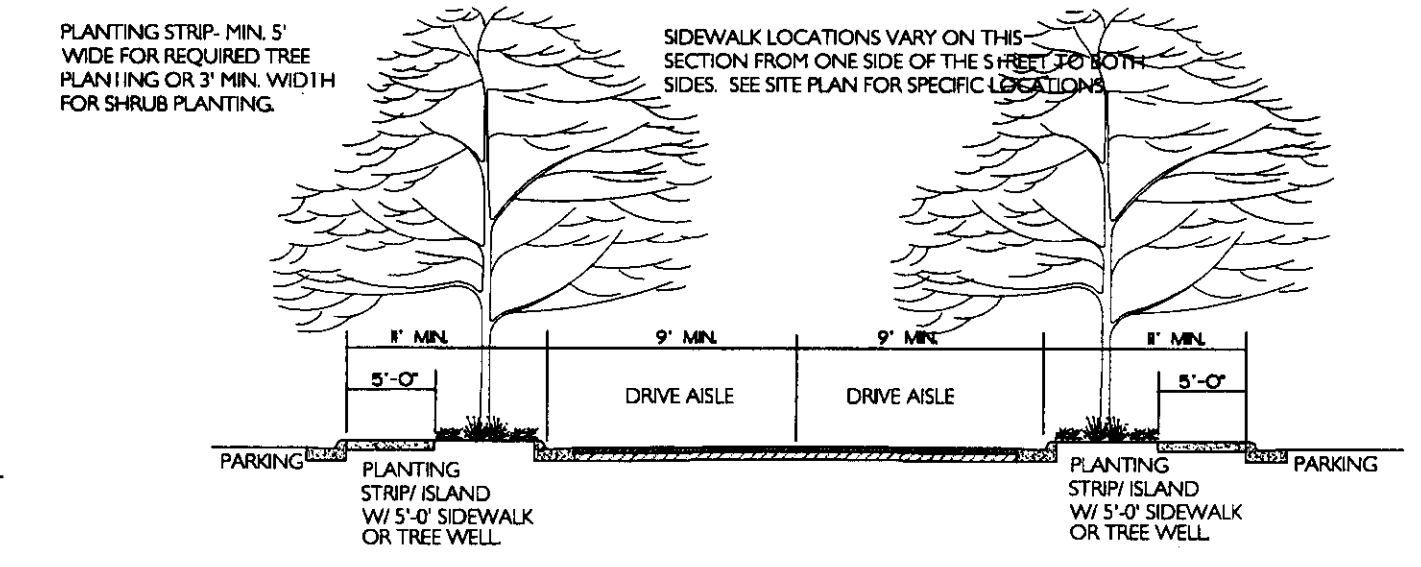 PLANTING STRIP- MIN. 5'
WIDE FOR REQUIRED TREE
PLANTING OR 3' MIN. WIDTH
FOR SHRUB PLANTING.
SIDEWALK LOCATIONS VARY ON THIS
SECTION FROM ONE SIDE OF THE STREET TO BOTH
SIDES. SEE SITE PLAN FOR SPECIFIC LOCATIONS.
11' MIN.
9' MIN.
9' MIN.
11' MIN.
5'-0"
5'-0"
DRIVE AISLE
DRIVE AISLE
PARKING
PARKING
PLANTING
STRIP/ ISLAND
W/ 5'-0' SIDEWALK
OR TREE WELL.
PLANTING
STRIP/ ISLAND
W/ 5'-0' SIDEWALK
OR TREE WELL